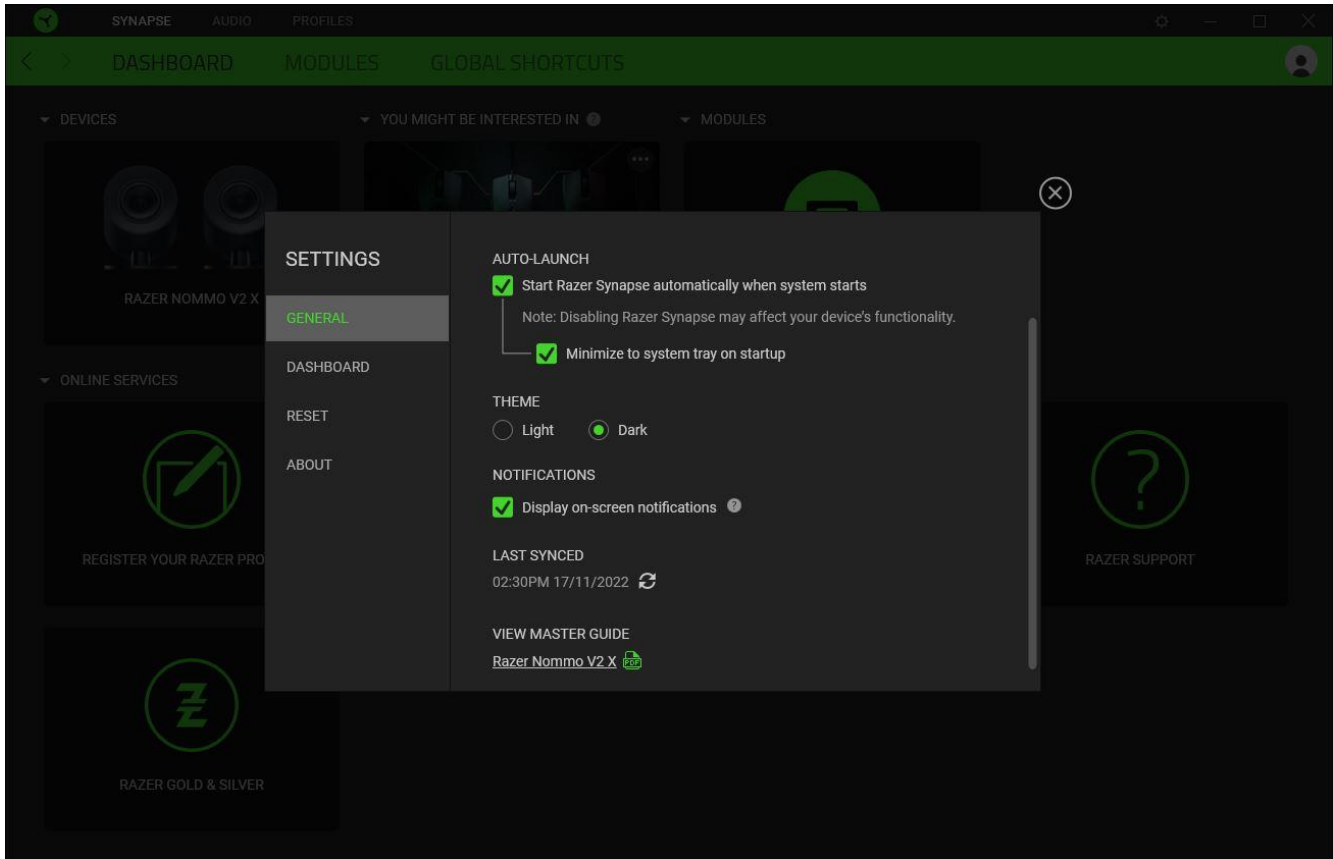 SYNAPSE AUDIO PROFILES
DASHBOARD MODULES GLOBAL SHORTCUTS
DEVICES
YOU MIGHT BE INTERESTED IN ?
MODULES
RAZER NOMMO V2 X
ONLINE SERVICES
REGISTER YOUR RAZER PRO
RAZER SUPPORT
RAZER GOLD & SILVER
SETTINGS
GENERAL
DASHBOARD
RESET
ABOUT
AUTO-LAUNCH
Start Razer Synapse automatically when system starts
Note: Disabling Razer Synapse may affect your device’s functionality.
Minimize to system tray on startup
THEME
Light Dark
NOTIFICATIONS
Display on-screen notifications ?
LAST SYNCED
02:30PM 17/11/2022
VIEW MASTER GUIDE
Razer Nommo V2 X PDF